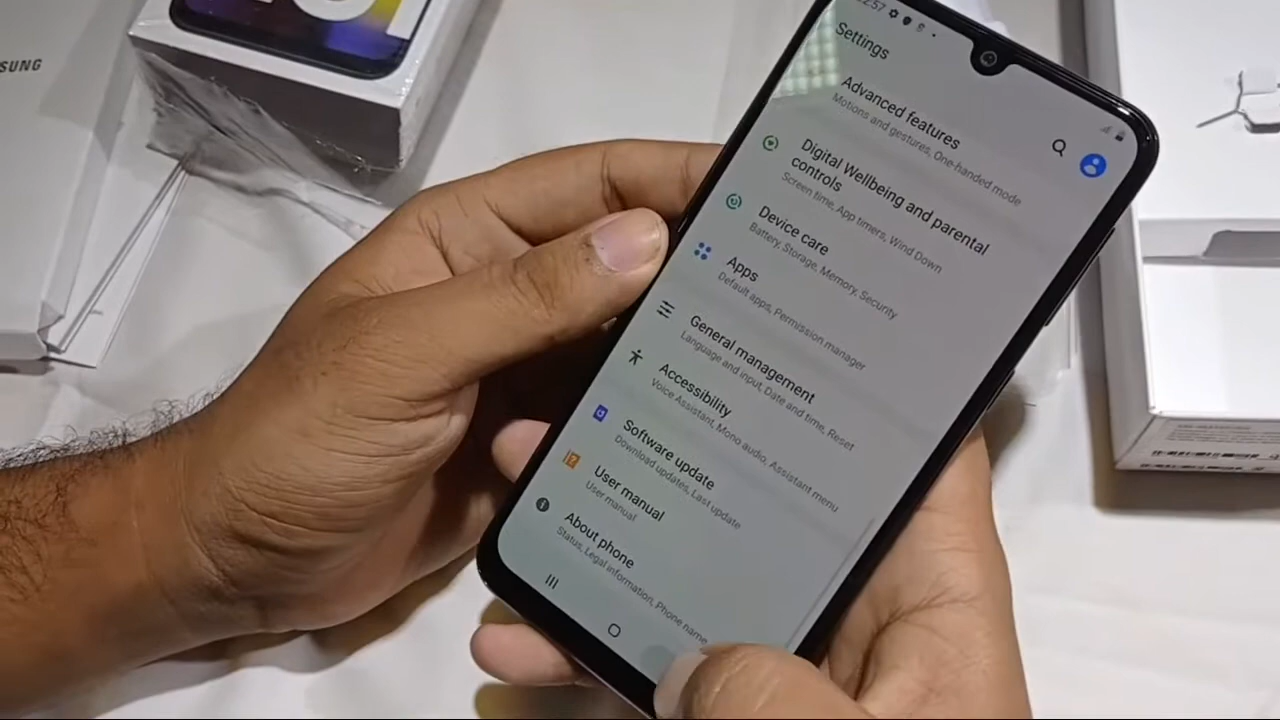 SUNG
2:57
Settings
Advanced features
Motions and gestures, One-handed mode
Digital Wellbeing and parental
controls
Screen time, App timers, Wind Down
Device care
Battery, Storage, Memory, Security
Apps
Default apps, Permission manager
General management
Language and input, Date and time, Reset
Accessibility
Voice Assistant, Mono audio, Assistant menu
Software update
Download updates, Last update
User manual
User manual
About phone
Status, Legal information, Phone name